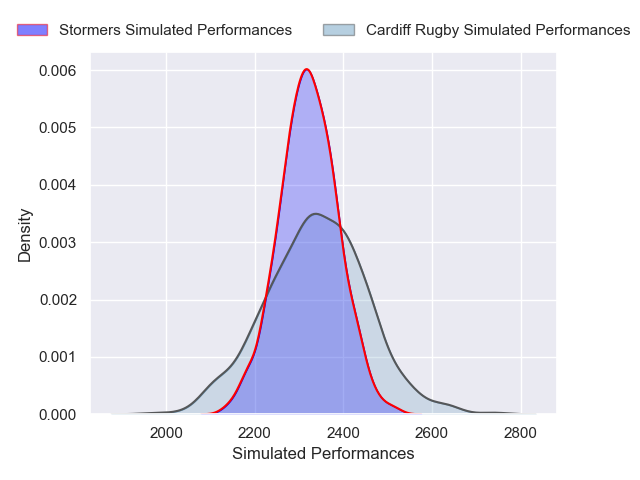 Stormers Simulated Performances Cardiff Rugby Simulated Performances
0.006
0.005
0.004
0.003
0.002
0.001
0.000
Density
2000 2200 2400 2600 2800
Simulated Performances